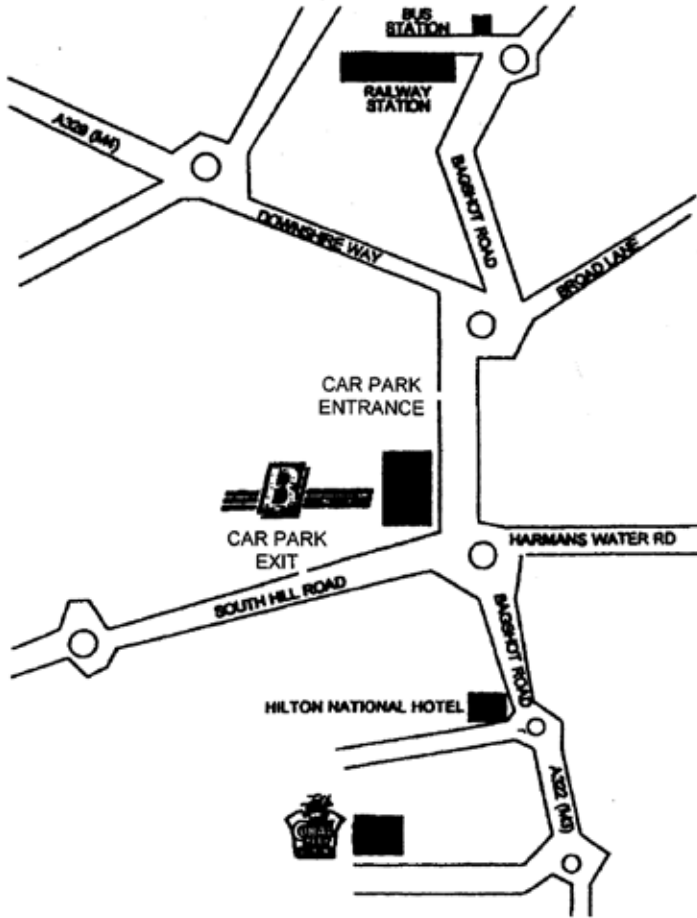 BUS
STATION
RAILWAY
STATION
A329 (M4)
BAGSHOT ROAD
DOWNSHIRE WAY
BROAD LANE
CAR PARK
ENTRANCE
B
HARMANS WATER RD
CAR PARK
EXIT
SOUTH HILL ROAD
BAGSHOT ROAD
HILTON NATIONAL HOTEL
A322 (M3)